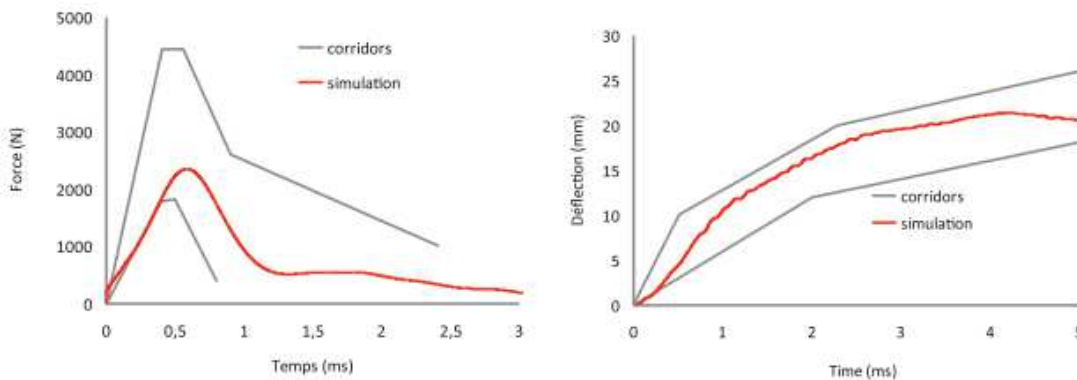 5000
4000
3000
2000
1000
0
Force (N)
corridors
simulation
0 0,5 1 1,5 2 2,5 3
Temps (ms)
30
25
20
15
10
5
0
Déflection (mm)
corridors
simulation
0 1 2 3 4
Time (ms)